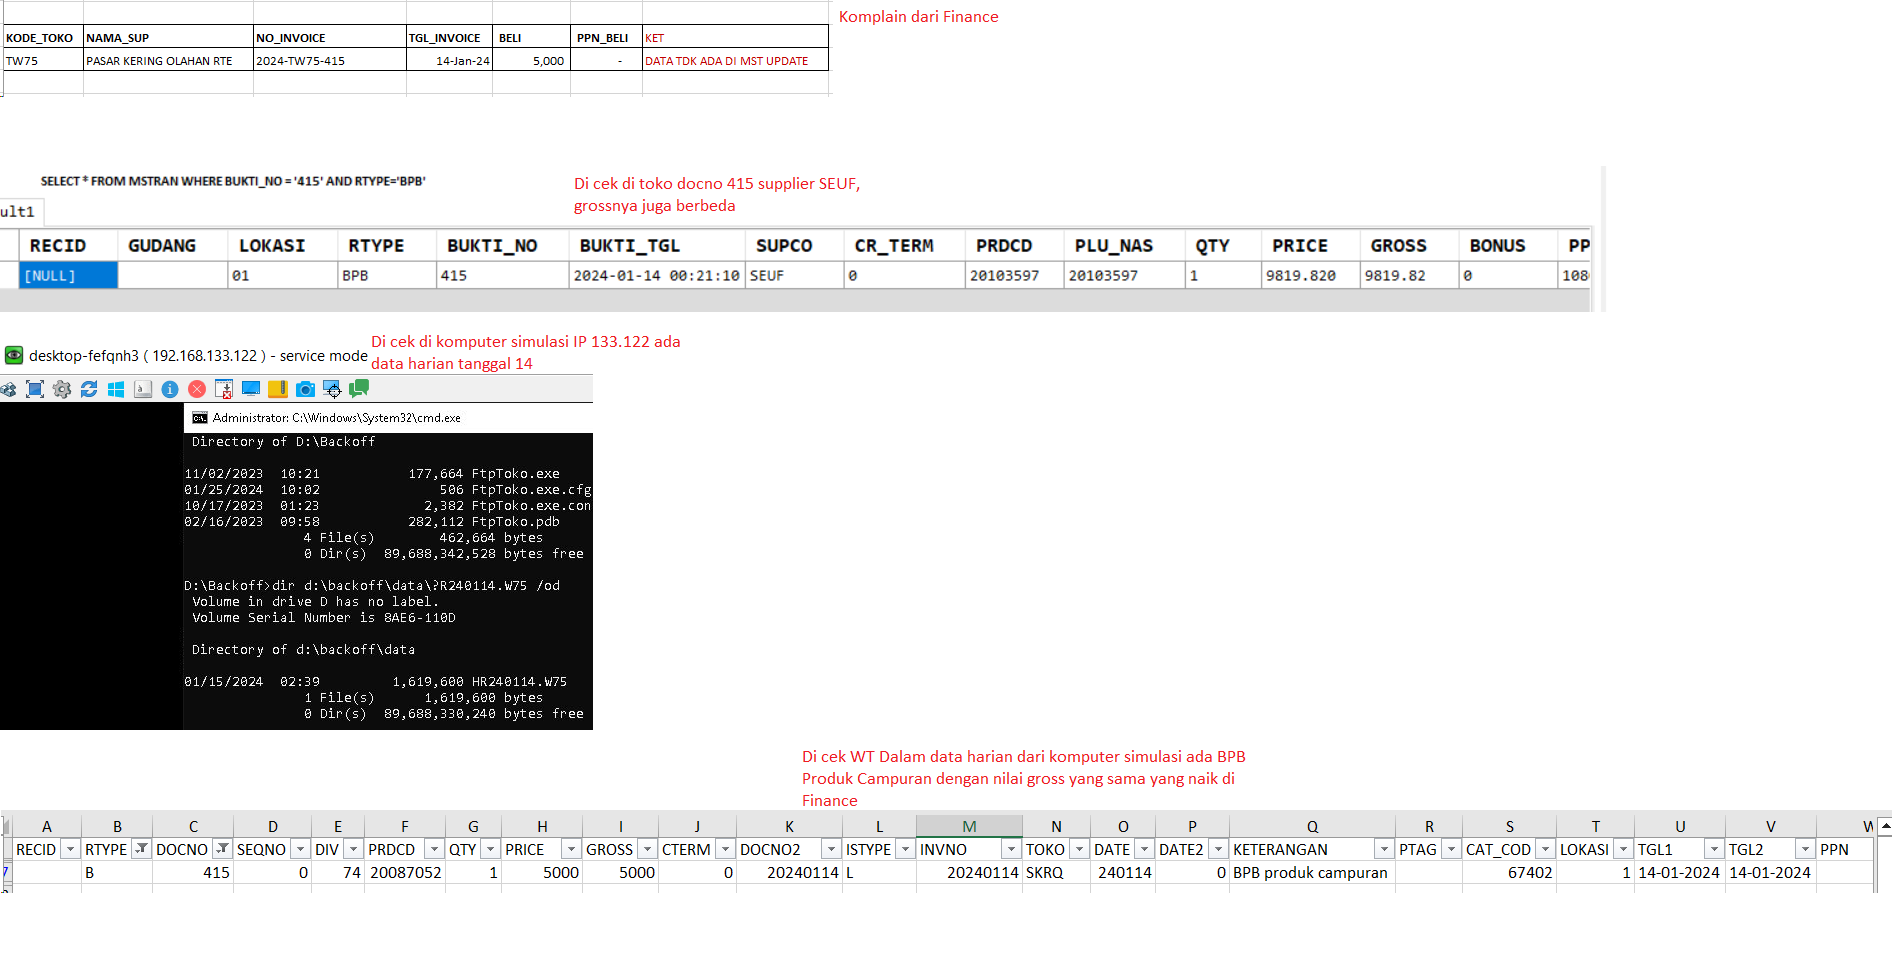 Komplain dari Finance
KODE_TOKO NAMA_SUP NO_INVOICE TGL_INVOICE BELI PPN_BELI KET
TW75 PASAR KERING OLAHAN RTE 2024-TW75-415 14-Jan-24 5,000 - DATA TDK ADA DI MST UPDATE
SELECT * FROM MSTRAN WHERE BUKTI_NO = '415' AND RTYPE='BPB'
Di cek di toko docno 415 supplier SEUF,
grossnya juga berbeda
ult1
RECID GUDANG LOKASI RTYPE BUKTI_NO BUKTI_TGL SUPCO CR_TERM PRDCD PLU_NAS QTY PRICE GROSS BONUS PP
[NULL] 01 BPB 415 2024-01-14 00:21:10 SEUF 0 20103597 20103597 1 9819.820 9819.82 0 108
Di cek di komputer simulasi IP 133.122 ada
data harian tanggal 14
desktop-fefqnh3 ( 192.168.133.122 ) - service mode
Administrator: C:\Windows\System32\cmd.exe
Directory of D:\Backoff
11/02/2023 10:21 177,664 FtpToko.exe
01/25/2024 10:02 506 FtpToko.exe.cfg
10/17/2023 01:23 2,382 FtpToko.exe.con
02/16/2023 09:58 282,112 FtpToko.pdb
4 File(s) 462,664 bytes
0 Dir(s) 89,688,342,528 bytes free
D:\Backoff>dir d:\backoff\data\?R240114.W75 /od
Volume in drive D has no label.
Volume Serial Number is 8AE6-110D
Directory of d:\backoff\data
01/15/2024 02:39 1,619,600 HR240114.W75
1 File(s) 1,619,600 bytes
0 Dir(s) 89,688,330,240 bytes free
Di cek WT Dalam data harian dari komputer simulasi ada BPB
Produk Campuran dengan nilai gross yang sama yang naik di
Finance
A B C D E F G H I J K L M N O P Q R S T U V W
RECID RTYPE DOCNO SEQNO DIV PRDCD QTY PRICE GROSS CTERM DOCNO2 ISTYPE INVNO TOKO DATE DATE2 KETERANGAN PTAG CAT_COD LOKASI TGL1 TGL2 PPN
7 B 415 0 74 20087052 1 5000 5000 0 20240114 L 20240114 SKRQ 240114 0 BPB produk campuran 67402 1 14-01-2024 14-01-2024